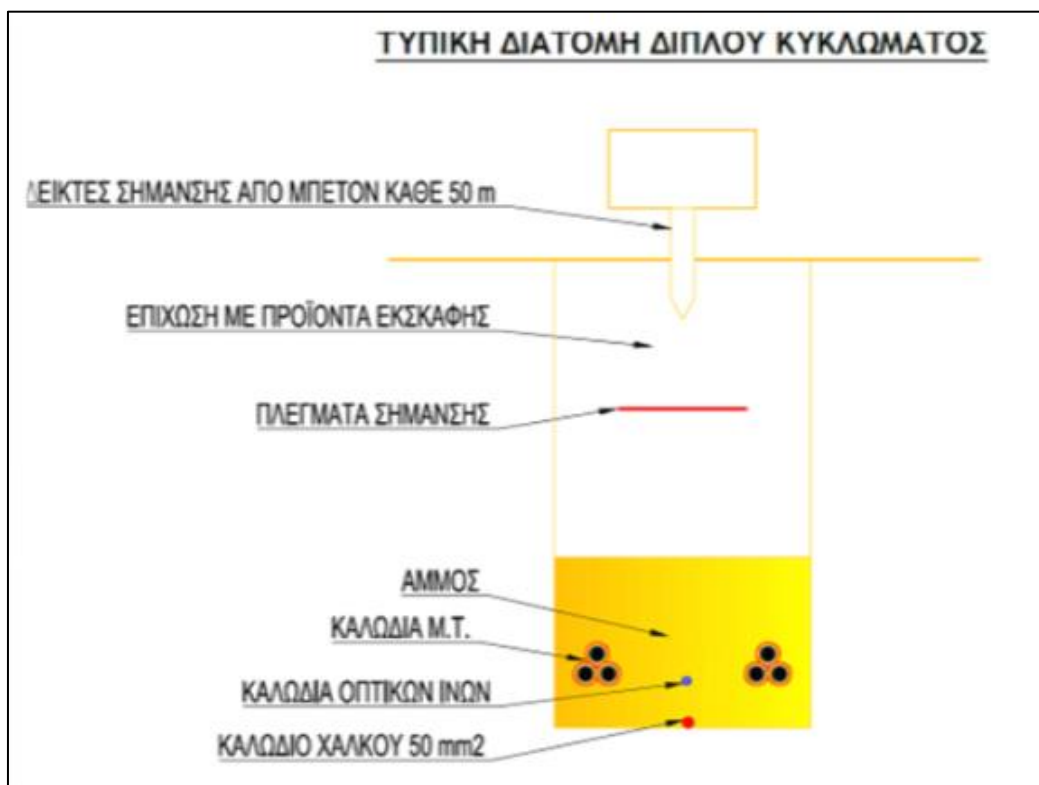 ΤΥΠΙΚΗ ΔΙΑΤΟΜΗ ΔΙΠΛΟΥ ΚΥΚΛΩΜΑΤΟΣ
ΔΕΙΚΤΕΣ ΣΗΜΑΝΣΗΣ ΑΠΟ ΜΠΕΤΟΝ ΚΑΘΕ 50 m
ΕΠΙΧΩΣΗ ΜΕ ΠΡΟΪΟΝΤΑ ΕΚΣΚΑΦΗΣ
ΠΛΕΓΜΑΤΑ ΣΗΜΑΝΣΗΣ
ΑΜΜΟΣ
ΚΑΛΩΔΙΑ Μ.Τ.
ΚΑΛΩΔΙΑ ΟΠΤΙΚΩΝ ΙΝΩΝ
ΚΑΛΩΔΙΟ ΧΑΛΚΟΥ 50 mm2